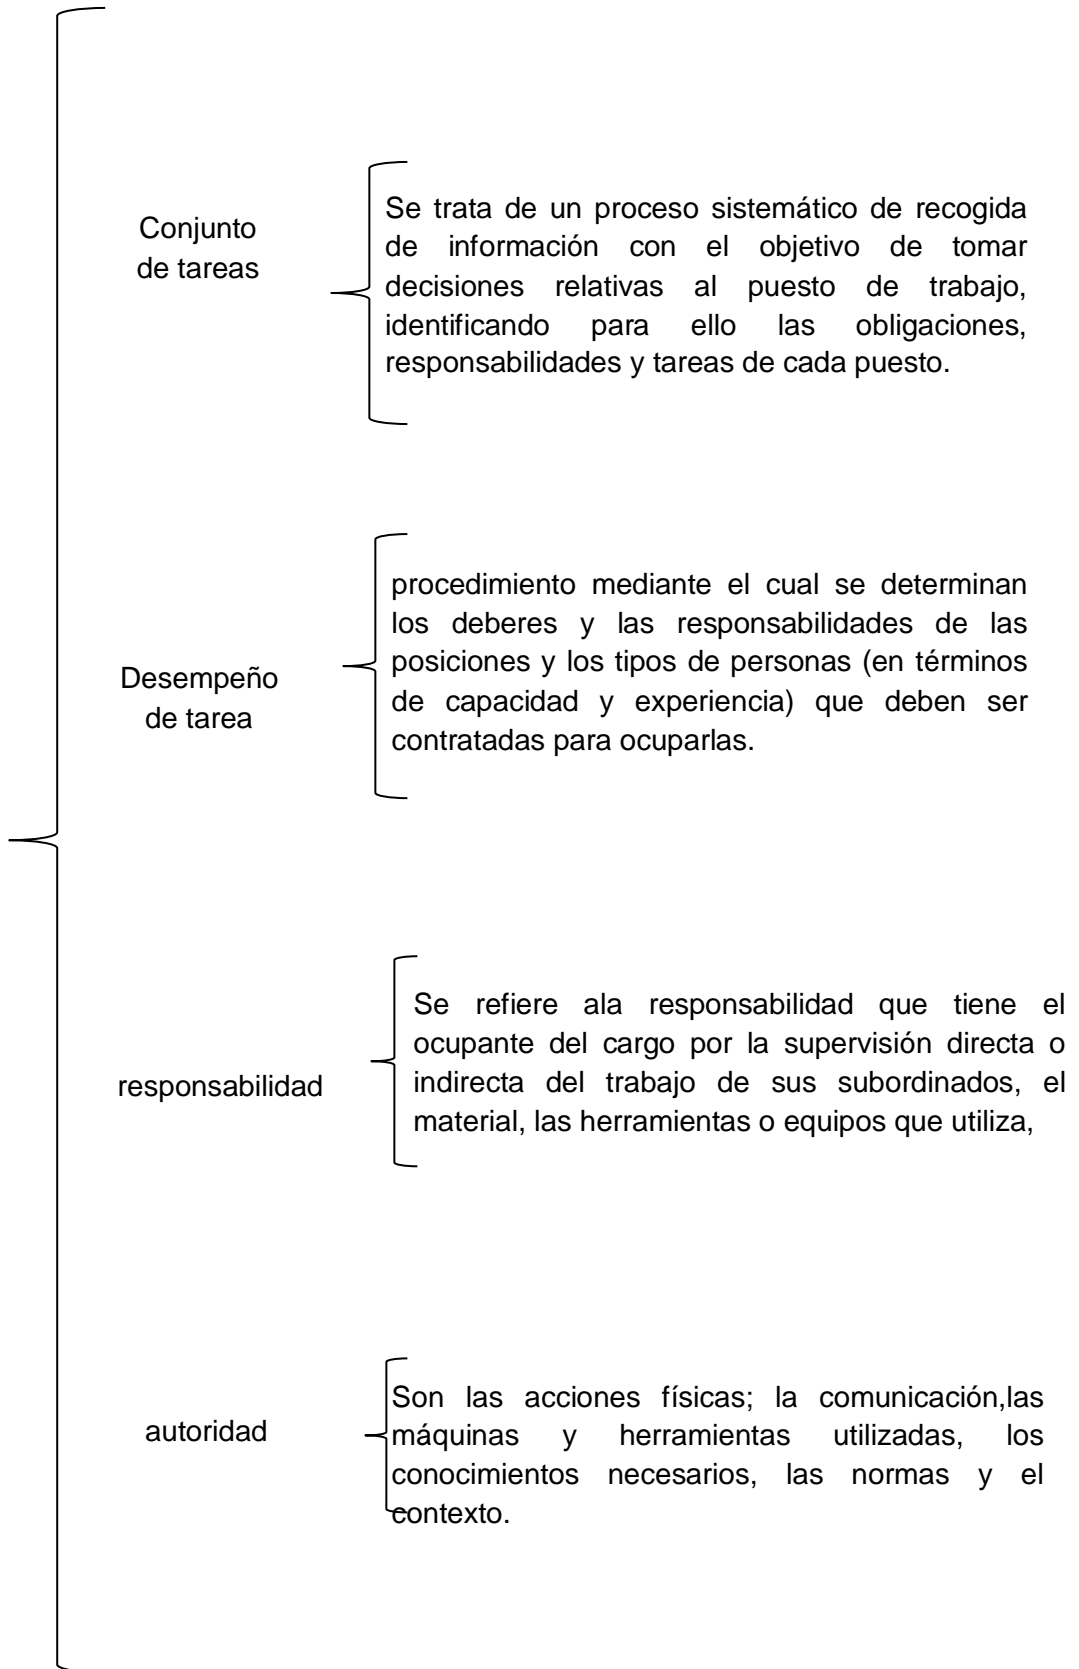 Conjunto
de tareas
Se trata de un proceso sistemático de recogida
de información con el objetivo de tomar
decisiones relativas al puesto de trabajo,
identificando para ello las obligaciones,
responsabilidades y tareas de cada puesto.
Desempeño
de tarea
procedimiento mediante el cual se determinan
los deberes y las responsabilidades de las
posiciones y los tipos de personas (en términos
de capacidad y experiencia) que deben ser
contratadas para ocuparlas.
responsabilidad
Se refiere ala responsabilidad que tiene el
ocupante del cargo por la supervisión directa o
indirecta del trabajo de sus subordinados, el
material, las herramientas o equipos que utiliza,
autoridad
Son las acciones físicas; la comunicación,las
máquinas y herramientas utilizadas, los
conocimientos necesarios, las normas y el
contexto.